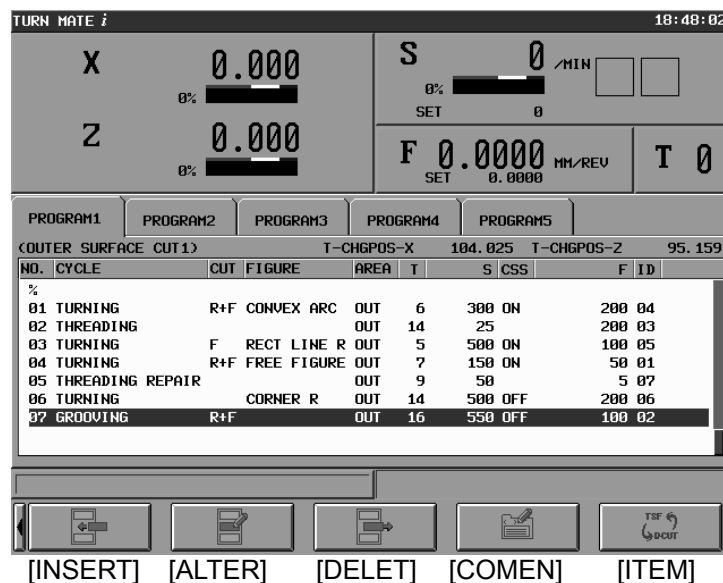 TURN MATE i 18:48:02
X 0.000 S 0 /MIN
0% 0%
SET 0
Z 0.000 F 0.0000 MM/REV T 0
0% SET 0.0000
PROGRAM1 PROGRAM2 PROGRAM3 PROGRAM4 PROGRAM5
(OUTER SURFACE CUT1) T-CHGPOS-X 104.025 T-CHGPOS-Z 95.159
NO. CYCLE CUT FIGURE AREA T S CSS F ID
%
01 TURNING R+F CONVEX ARC OUT 6 300 ON 200 04
02 THREADING OUT 14 25 200 03
03 TURNING F RECT LINE R OUT 5 500 ON 100 05
04 TURNING R+F FREE FIGURE OUT 7 150 ON 50 01
05 THREADING REPAIR OUT 9 50 5 07
06 TURNING CORNER R OUT 14 500 OFF 200 06
07 GROOVING R+F OUT 16 550 OFF 100 02
TSF
DCUT
[INSERT] [ALTER] [DELET] [COMEN] [ITEM]